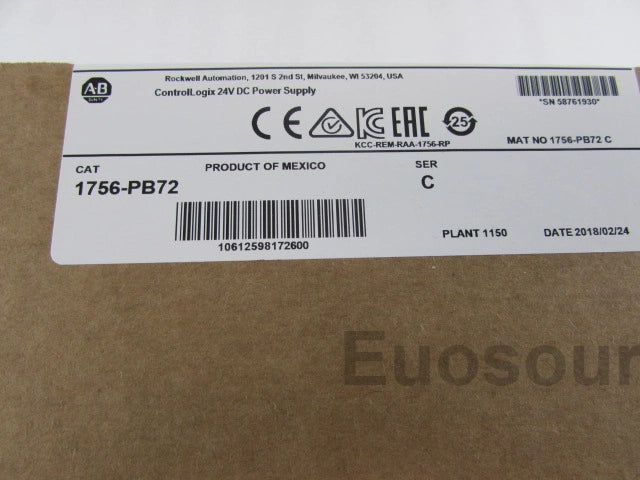 A-B
Rockwell Automation, 1201 S 2nd St, Milwaukee, WI 53204, USA
ControlLogix 24V DC Power Supply
*SN 58761930*
CE KC EAC 25
KCC-REM-RAA-1756-RP
MAT NO 1756-PB72 C
CAT
PRODUCT OF MEXICO
SER
1756-PB72
C
10612598172600
PLANT 1150
DATE 2018/02/24
Euosour